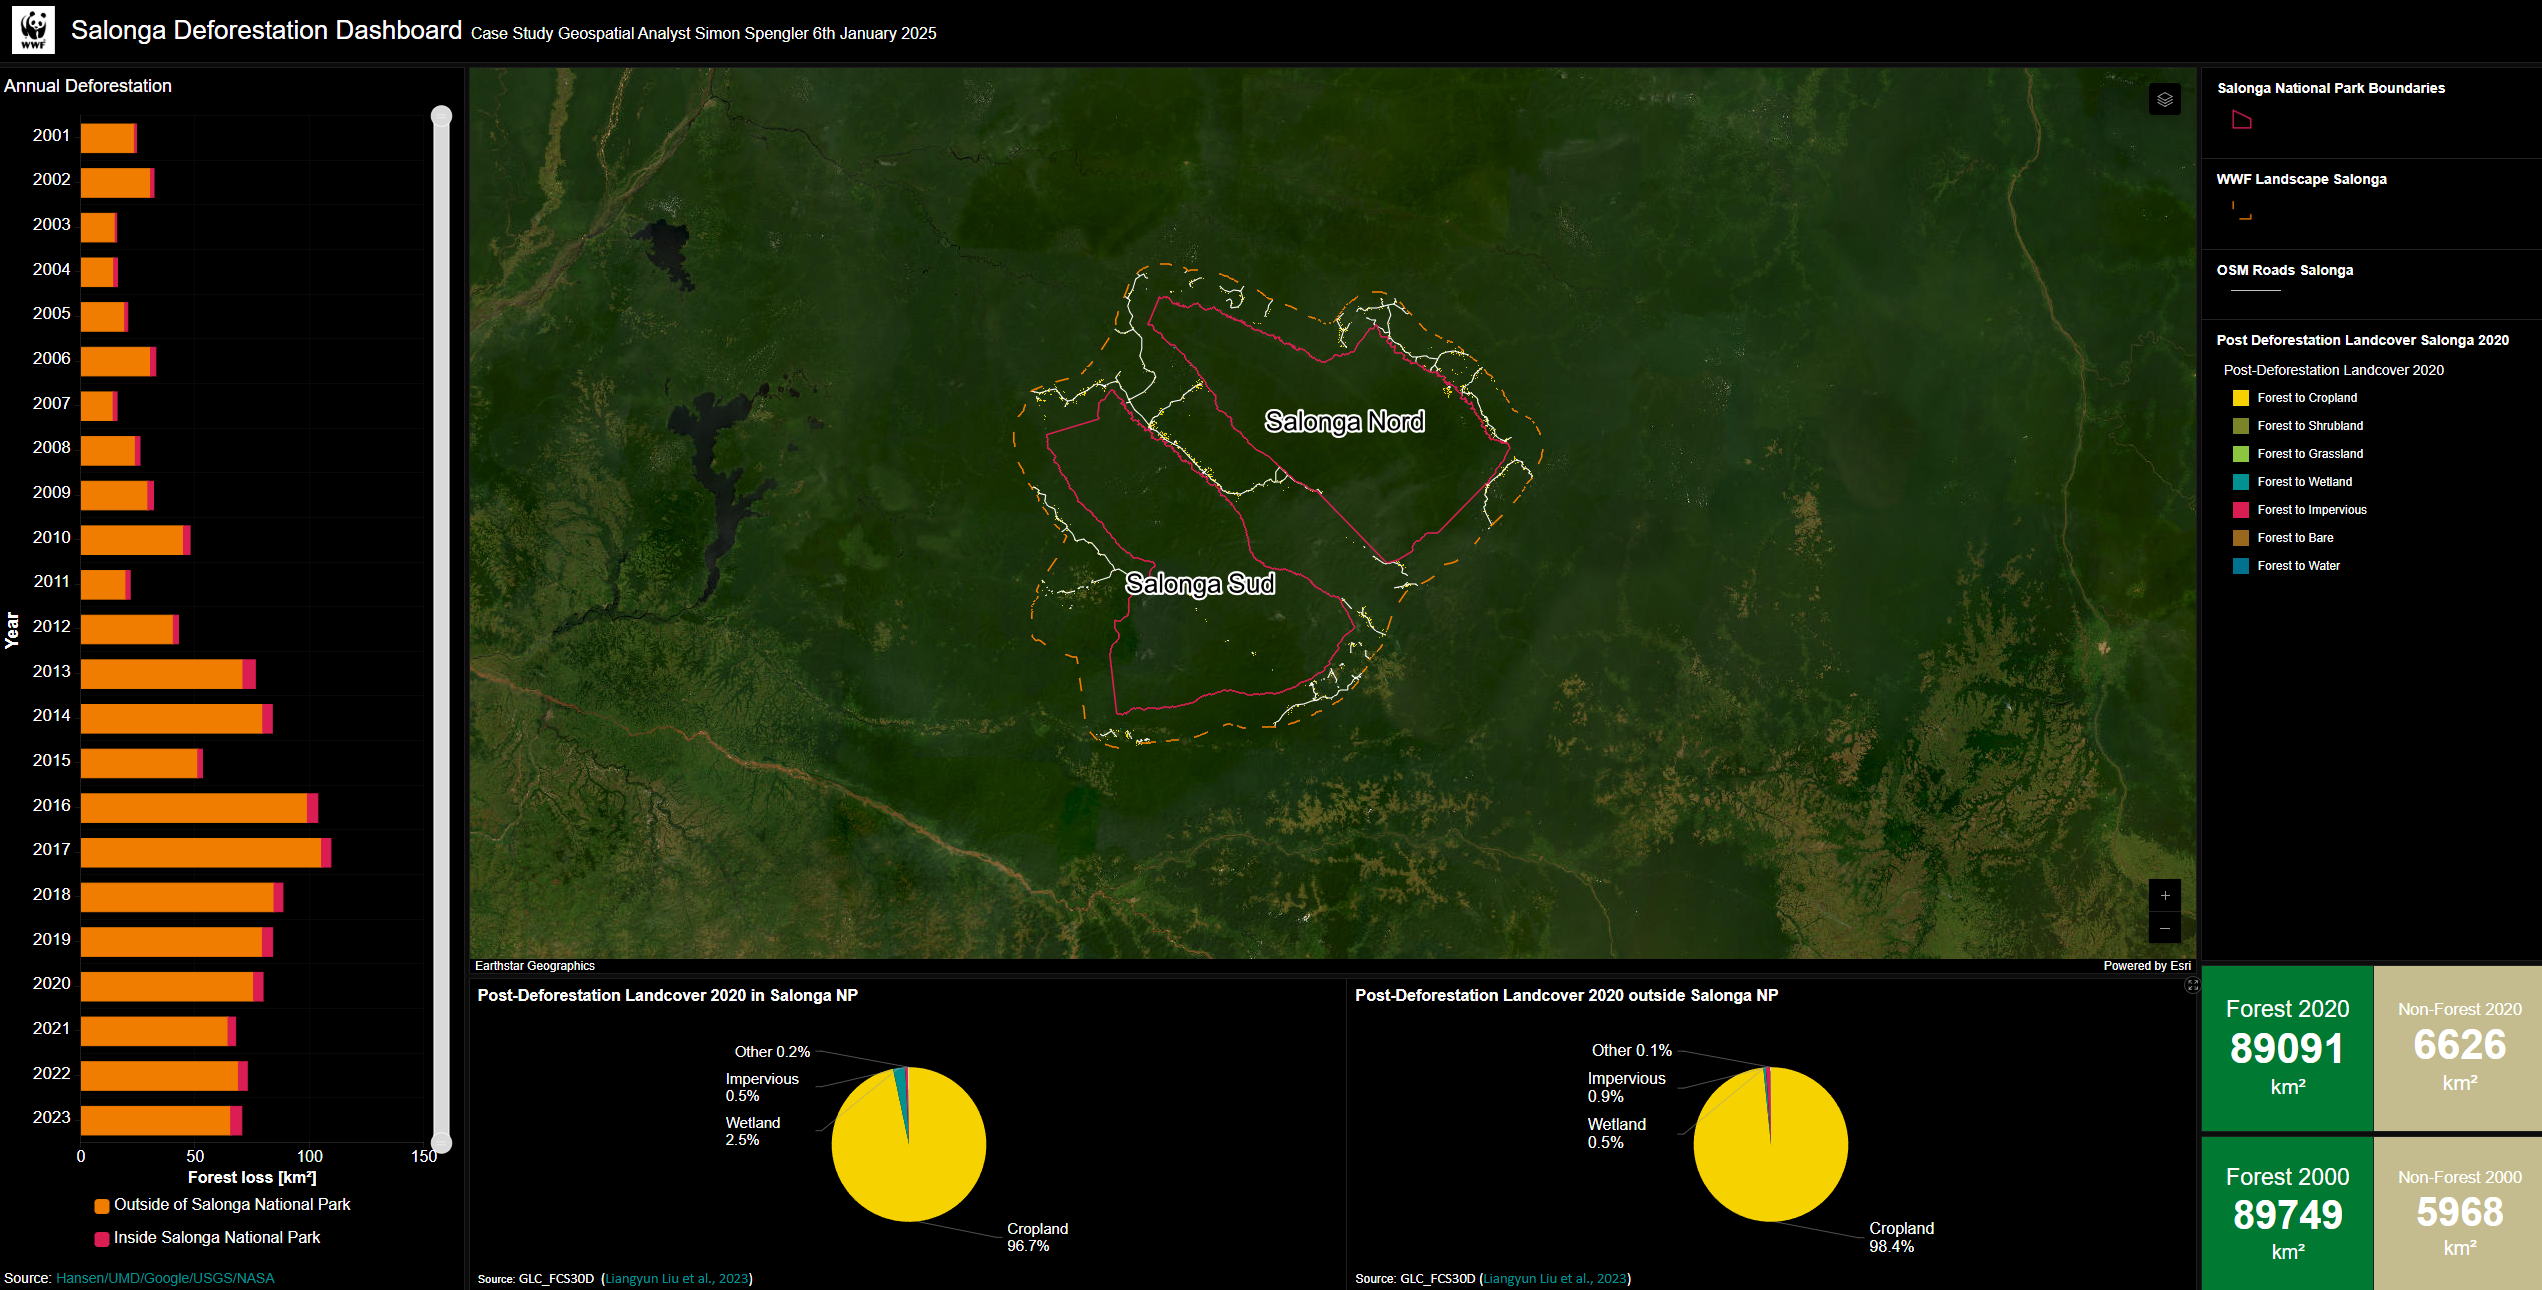 WWF
Salonga Deforestation Dashboard Case Study Geospatial Analyst Simon Spengler 6th January 2025
Annual Deforestation
2001
2002
2003
2004
2005
2006
2007
2008
2009
2010
2011
2012
2013
2014
2015
2016
2017
2018
2019
2020
2021
2022
2023
Year
0 50 100 150
Forest loss [km²]
Outside of Salonga National Park
Inside Salonga National Park
Source: Hansen/UMD/Google/USGS/NASA
Salonga Nord
Salonga Sud
+
−
Earthstar Geographics
Powered by Esri
Post-Deforestation Landcover 2020 in Salonga NP
Other 0.2%
Impervious
0.5%
Wetland
2.5%
Cropland
96.7%
Source: GLC_FCS30D (Liangyun Liu et al., 2023)
Post-Deforestation Landcover 2020 outside Salonga NP
Other 0.1%
Impervious
0.9%
Wetland
0.5%
Cropland
98.4%
Source: GLC_FCS30D (Liangyun Liu et al., 2023)
Salonga National Park Boundaries
WWF Landscape Salonga
OSM Roads Salonga
Post Deforestation Landcover Salonga 2020
Post-Deforestation Landcover 2020
Forest to Cropland
Forest to Shrubland
Forest to Grassland
Forest to Wetland
Forest to Impervious
Forest to Bare
Forest to Water
Forest 2020
89091
km²
Non-Forest 2020
6626
km²
Forest 2000
89749
km²
Non-Forest 2000
5968
km²